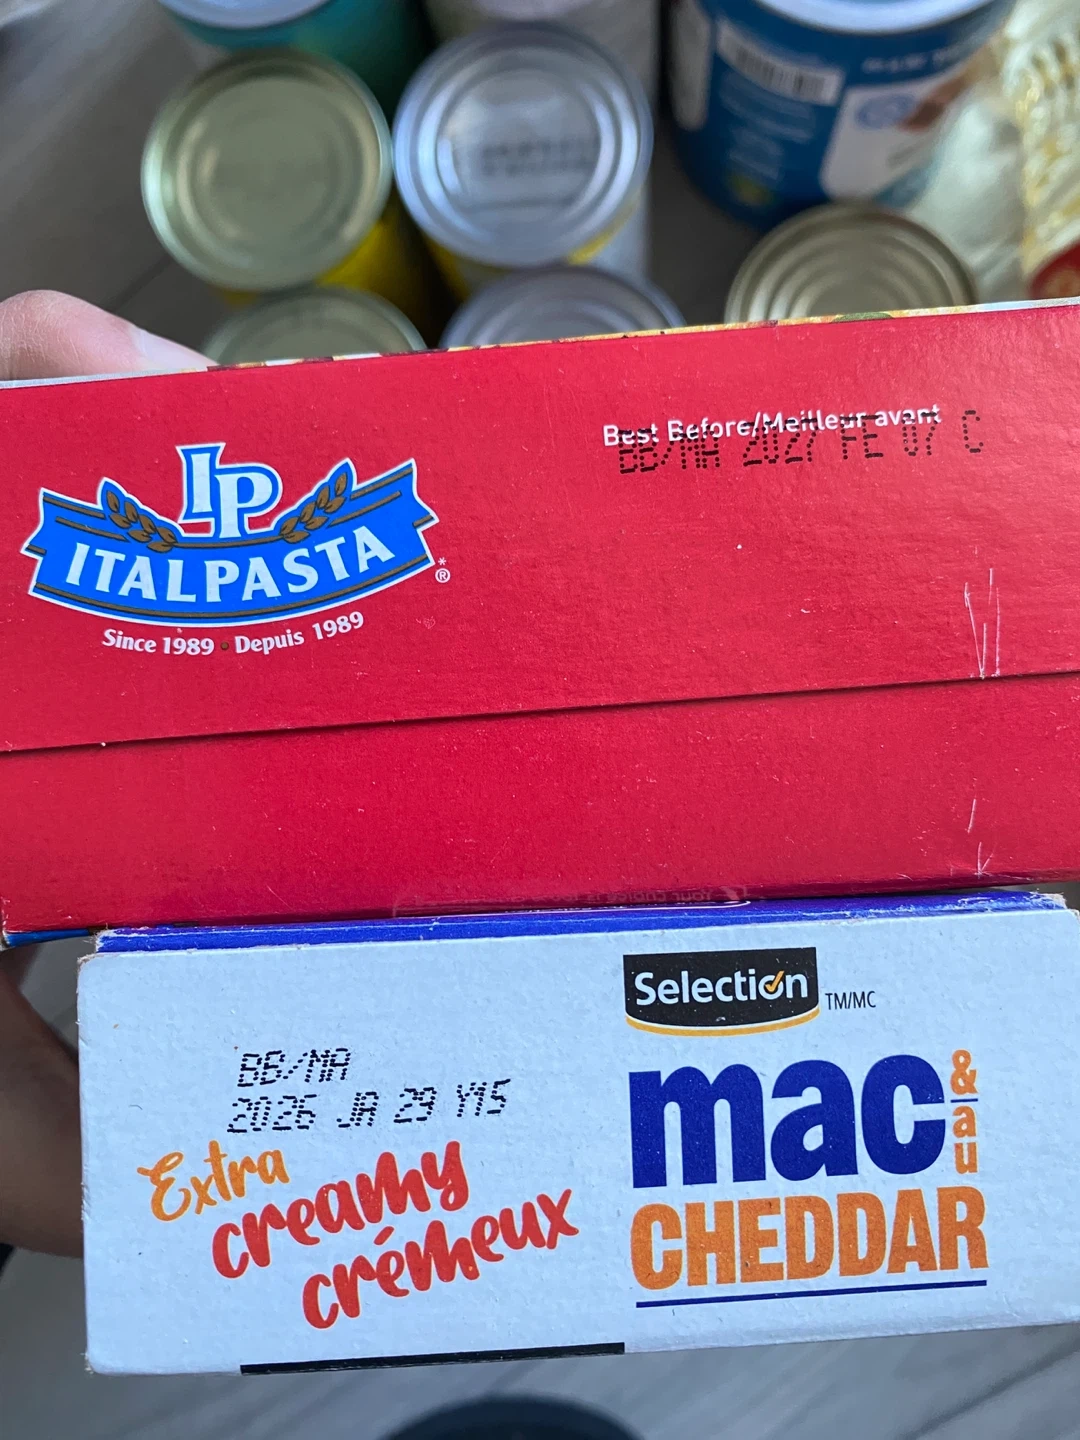 IP
ITALPASTA
*
®
Since 1989 • Depuis 1989
Best Before/Meilleur avant
BB/MA 2027 FE 07 C
Selection
TM/MC
BB/MA
2026 JA 29 Y15
Extra
creamy
crémeux
mac
& au
CHEDDAR